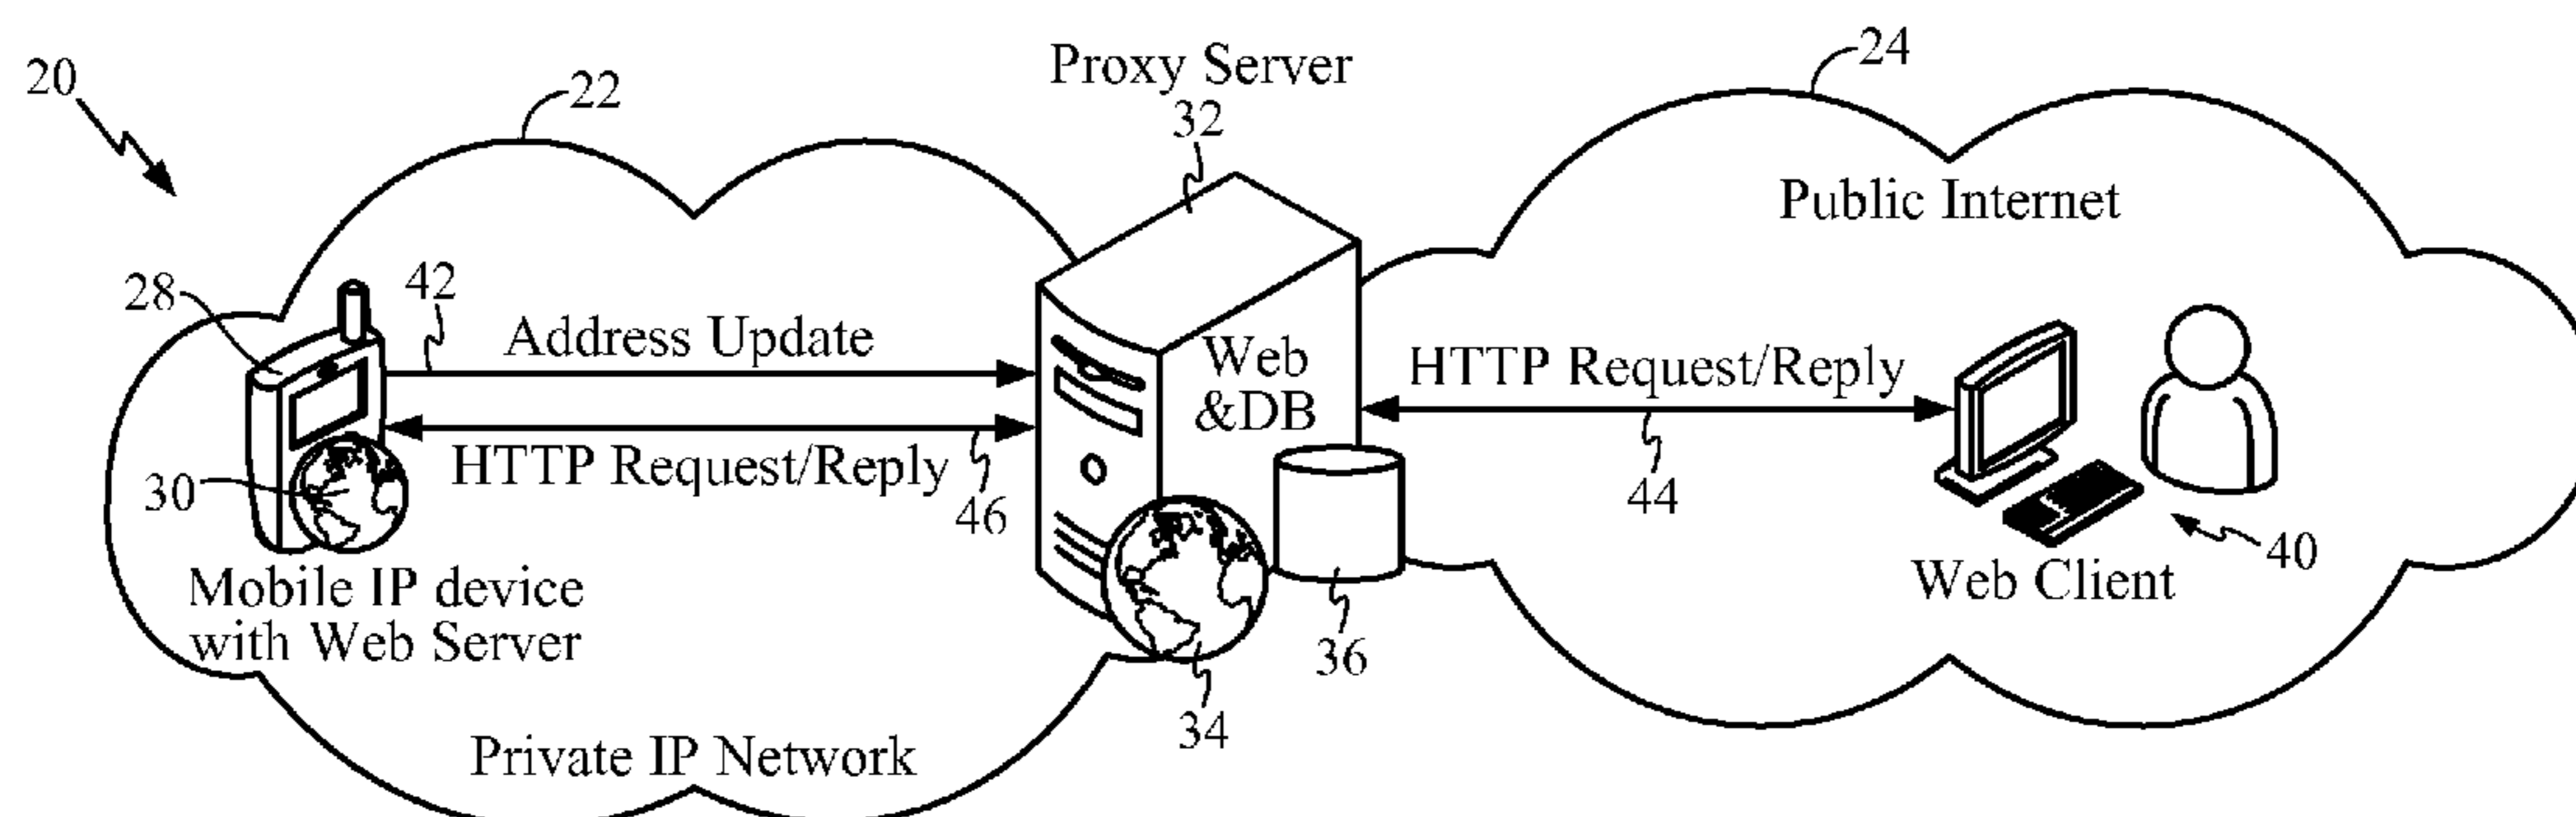 20
22
Proxy Server
32
24
Public Internet
28
42
Address Update
Web
&DB
HTTP Request/Reply
HTTP Request/Reply
30
46
44
40
Mobile IP device
with Web Server
Web Client
36
34
Private IP Network